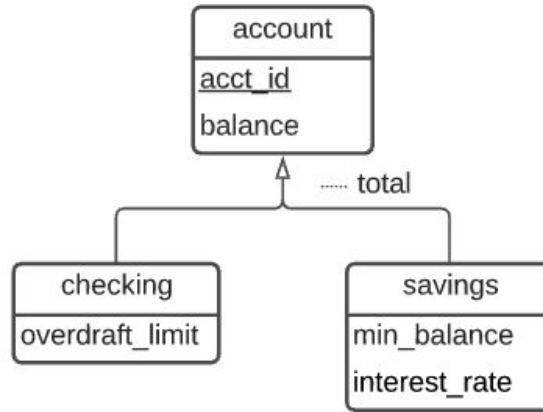 account
acct_id
balance
...... total
checking
overdraft_limit
savings
min_balance
interest_rate